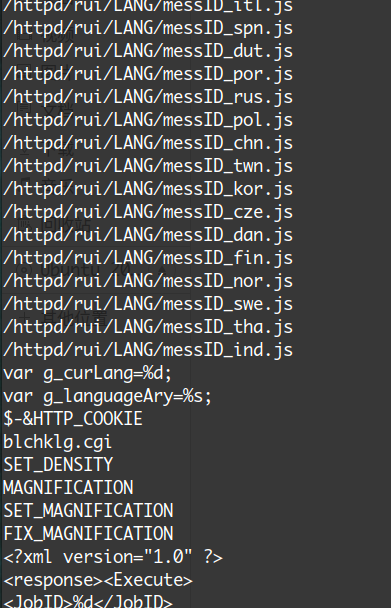 /httpd/rui/LANG/messID_itl.js
/httpd/rui/LANG/messID_spn.js
/httpd/rui/LANG/messID_dut.js
/httpd/rui/LANG/messID_por.js
/httpd/rui/LANG/messID_rus.js
/httpd/rui/LANG/messID_pol.js
/httpd/rui/LANG/messID_chn.js
/httpd/rui/LANG/messID_twn.js
/httpd/rui/LANG/messID_kor.js
/httpd/rui/LANG/messID_cze.js
/httpd/rui/LANG/messID_dan.js
/httpd/rui/LANG/messID_fin.js
/httpd/rui/LANG/messID_nor.js
/httpd/rui/LANG/messID_swe.js
/httpd/rui/LANG/messID_tha.js
/httpd/rui/LANG/messID_ind.js
var g_curLang=%d;
var g_languageAry=%s;
$-&HTTP_COOKIE
blchklg.cgi
SET_DENSITY
MAGNIFICATION
SET_MAGNIFICATION
FIX_MAGNIFICATION
<?xml version="1.0" ?>
<response><Execute>
<JobID>%d</JobID>